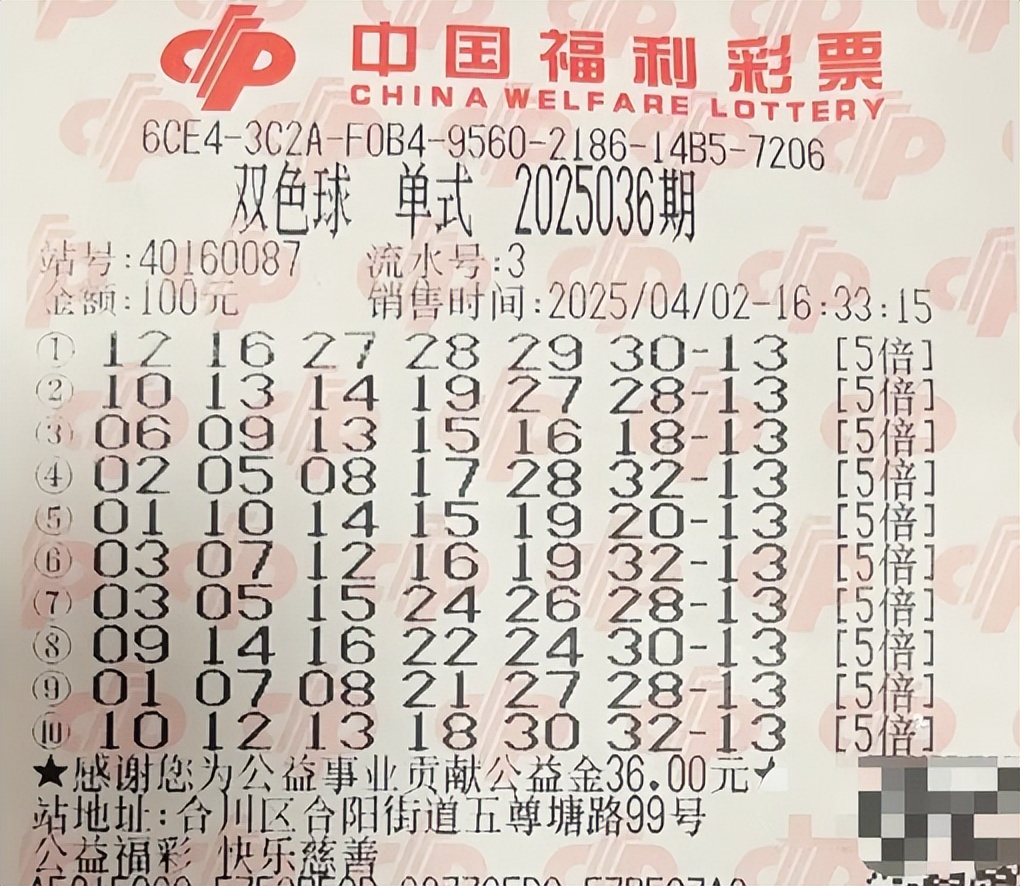 中国福利彩票
CHINA WELFARE LOTTERY
6CE4-3C2A-F0B4-9560-2186-14B5-7206
双色球 单式 2025036期
站号:40160087 流水号:3
金额:100元 销售时间:2025/04/02-16:33:15
① 12 16 27 28 29 30-13 [5倍]
② 10 13 14 19 27 28-13 [5倍]
③ 06 09 13 15 16 18-13 [5倍]
④ 02 05 08 17 28 32-13 [5倍]
⑤ 01 10 14 15 19 20-13 [5倍]
⑥ 03 07 12 16 19 32-13 [5倍]
⑦ 03 05 15 24 26 28-13 [5倍]
⑧ 09 14 16 22 24 30-13 [5倍]
⑨ 01 07 08 21 27 28-13 [5倍]
⑩ 10 12 13 18 30 32-13 [5倍]
★感谢您为公益事业贡献公益金36.00元
站地址:合川区合阳街道五尊塘路99号
公益福彩 快乐慈善